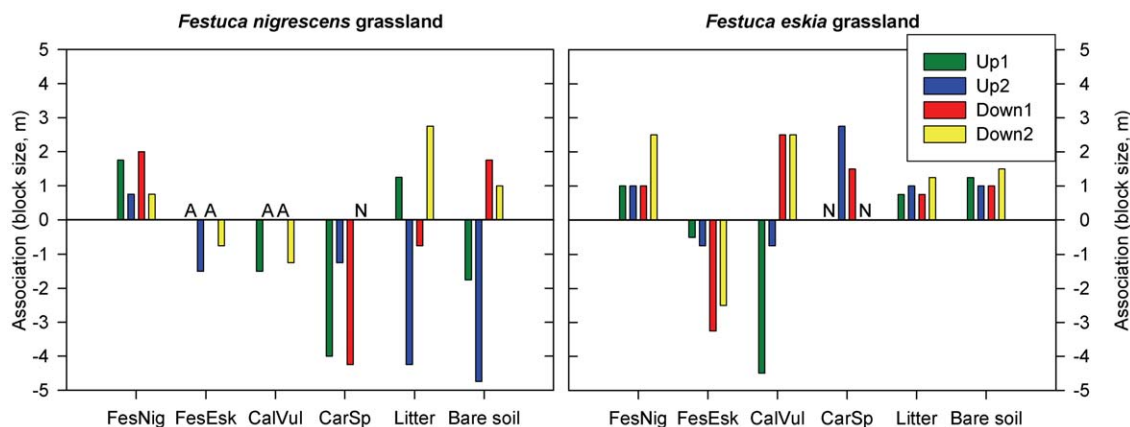 Festuca nigrescens grassland
Association (block size, m)
5
4
3
2
1
0
-1
-2
-3
-4
-5
A A
A A
N
FesNig FesEsk CalVul CarSp Litter Bare soil
Festuca eskia grassland
Up1
Up2
Down1
Down2
N N
FesNig FesEsk CalVul CarSp Litter Bare soil
5
4
3
2
1
0
-1
-2
-3
-4
-5
Association (block size, m)